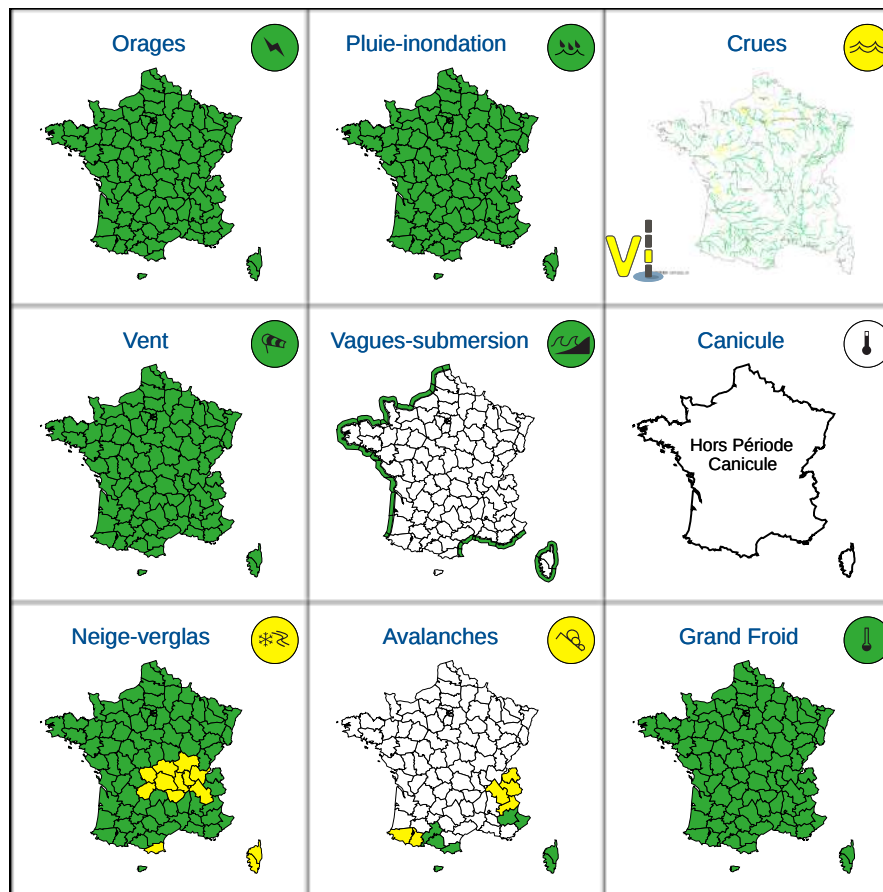 Orages
Pluie-inondation
Crues
V
Vent
Vagues-submersion
Canicule
Hors Période
Canicule
Neige-verglas
Avalanches
Grand Froid